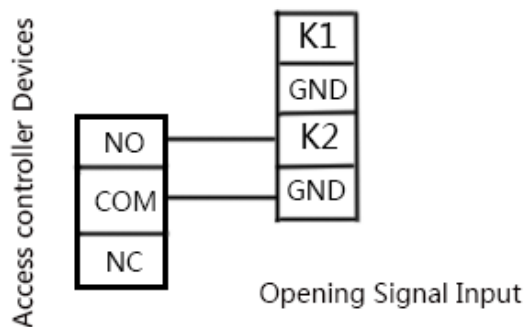 Access controller Devices
K1
GND
K2
GND
NO
COM
NC
Opening Signal Input